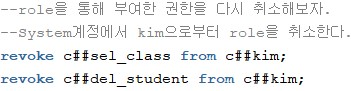 --role을 통해 부여한 권한을 다시 취소해보자.
--System계정에서 kim으로부터 role을 취소한다.
revoke c##sel_class from c##kim;
revoke c##del_student from c##kim;